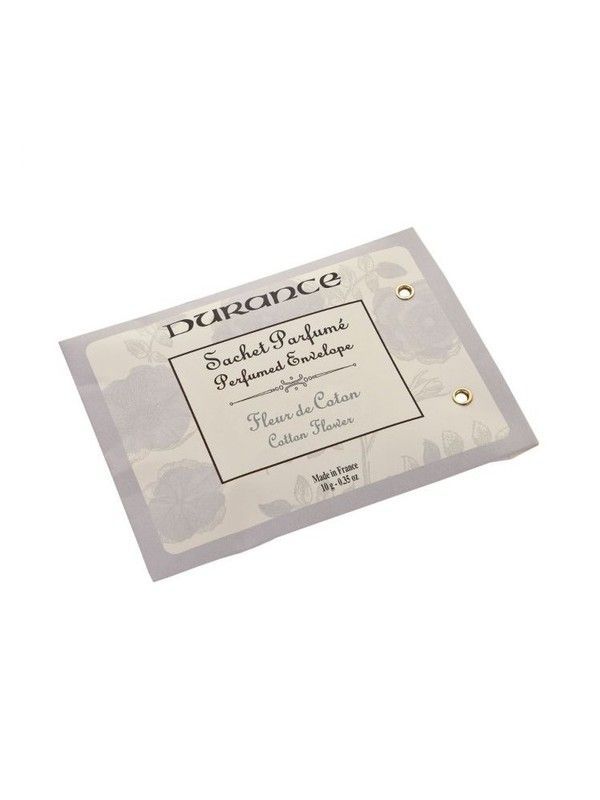 DURANCE
Sachet Parfumé
Perfumed Envelope
Fleur de Coton
Cotton Flower
Made in France
10 g - 0.35 oz